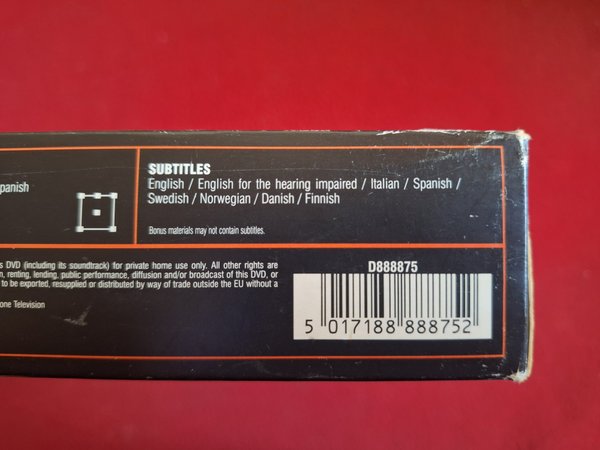 panish
SUBTITLES
English / English for the hearing impaired / Italian / Spanish /
Swedish / Norwegian / Danish / Finnish
Bonus materials may not contain subtitles.
s DVD (including its soundtrack) for private home use only. All other rights are
n, renting, lending, public performance, diffusion and/or broadcast of this DVD, or
to be exported, resupplied or distributed by way of trade outside the EU without a
one Television
D888875
5 017188 888752